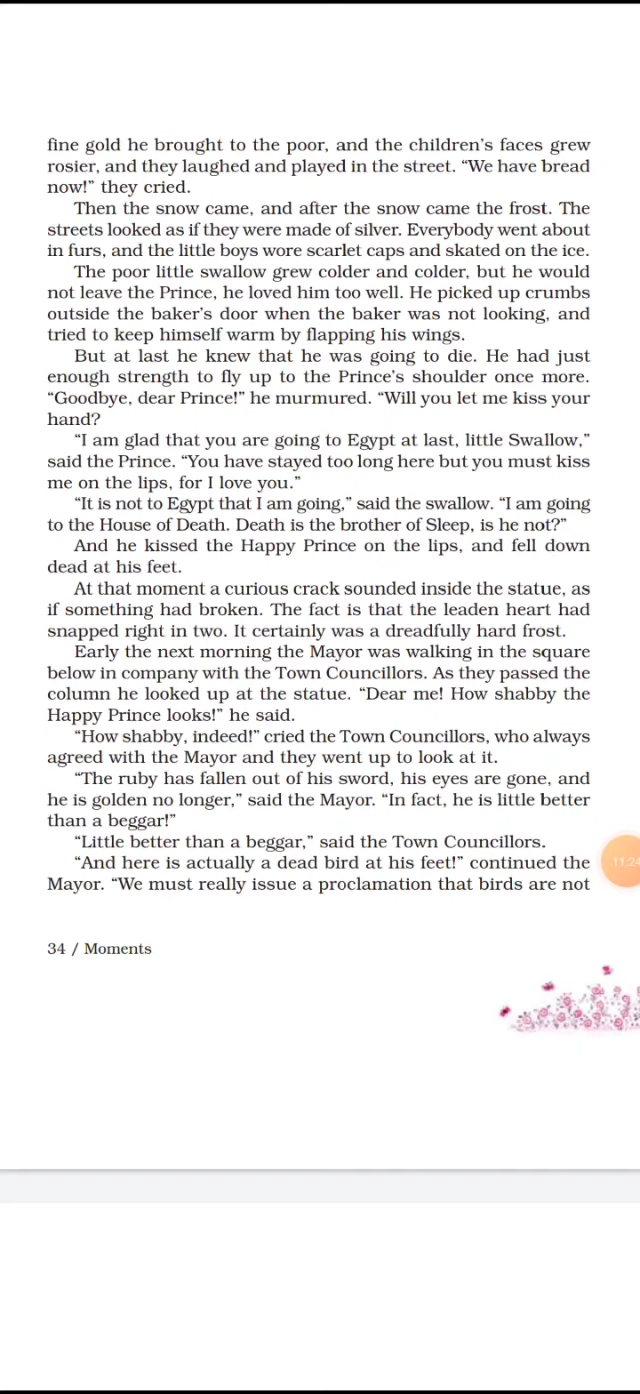 fine gold he brought to the poor, and the children's faces grew
rosier, and they laughed and played in the street. “We have bread
now!” they cried.
Then the snow came, and after the snow came the frost. The
streets looked as if they were made of silver. Everybody went about
in furs, and the little boys wore scarlet caps and skated on the ice.
The poor little swallow grew colder and colder, but he would
not leave the Prince, he loved him too well. He picked up crumbs
outside the baker's door when the baker was not looking, and
tried to keep himself warm by flapping his wings.
But at last he knew that he was going to die. He had just
enough strength to fly up to the Prince's shoulder once more.
“Goodbye, dear Prince!” he murmured. “Will you let me kiss your
hand?
“I am glad that you are going to Egypt at last, little Swallow,”
said the Prince. “You have stayed too long here but you must kiss
me on the lips, for I love you.”
“It is not to Egypt that I am going,” said the swallow. “I am going
to the House of Death. Death is the brother of Sleep, is he not?”
And he kissed the Happy Prince on the lips, and fell down
dead at his feet.
At that moment a curious crack sounded inside the statue, as
if something had broken. The fact is that the leaden heart had
snapped right in two. It certainly was a dreadfully hard frost.
Early the next morning the Mayor was walking in the square
below in company with the Town Councillors. As they passed the
column he looked up at the statue. “Dear me! How shabby the
Happy Prince looks!” he said.
“How shabby, indeed!” cried the Town Councillors, who always
agreed with the Mayor and they went up to look at it.
“The ruby has fallen out of his sword, his eyes are gone, and
he is golden no longer,” said the Mayor. “In fact, he is little better
than a beggar!”
“Little better than a beggar,” said the Town Councillors.
“And here is actually a dead bird at his feet!” continued the
Mayor. “We must really issue a proclamation that birds are not
11:24
34 / Moments